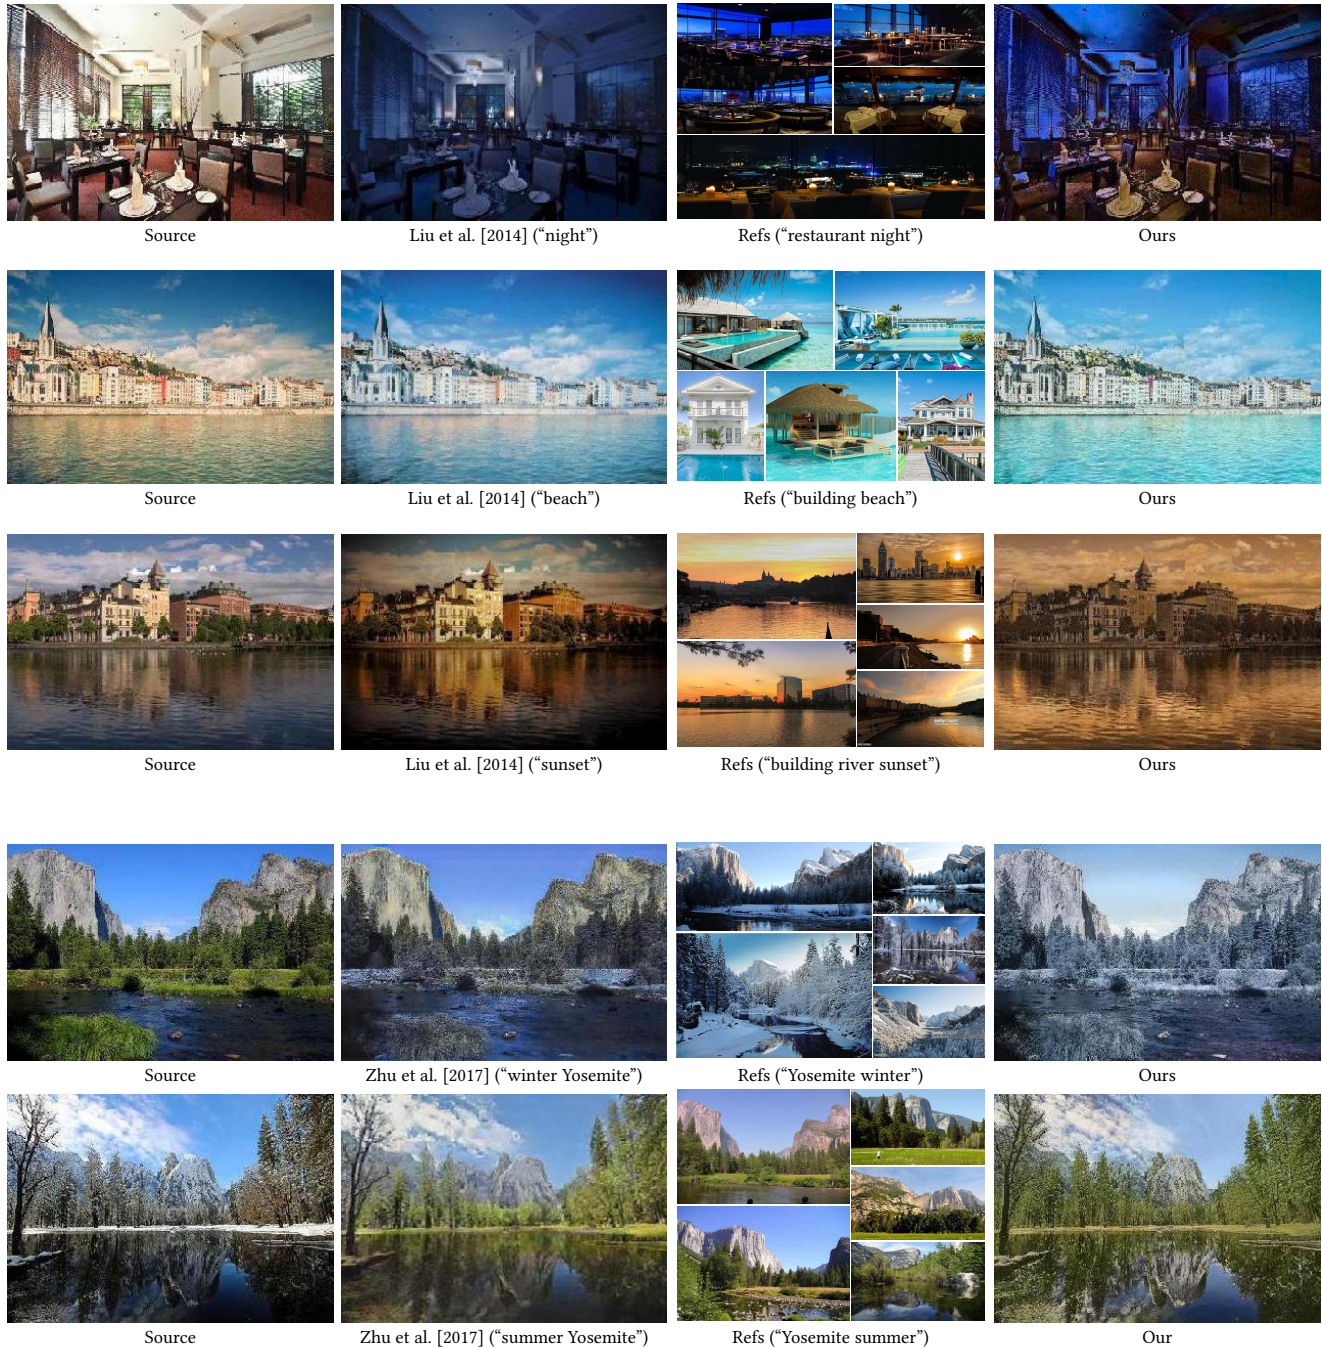 Source
Liu et al. [2014] (“night”)
Refs (“restaurant night”)
Ours
Source
Liu et al. [2014] (“beach”)
Refs (“building beach”)
Ours
Source
Liu et al. [2014] (“sunset”)
Refs (“building river sunset”)
Ours
Source
Zhu et al. [2017] (“winter Yosemite”)
Refs (“Yosemite winter”)
Ours
Source
Zhu et al. [2017] (“summer Yosemite”)
Refs (“Yosemite summer”)
Our